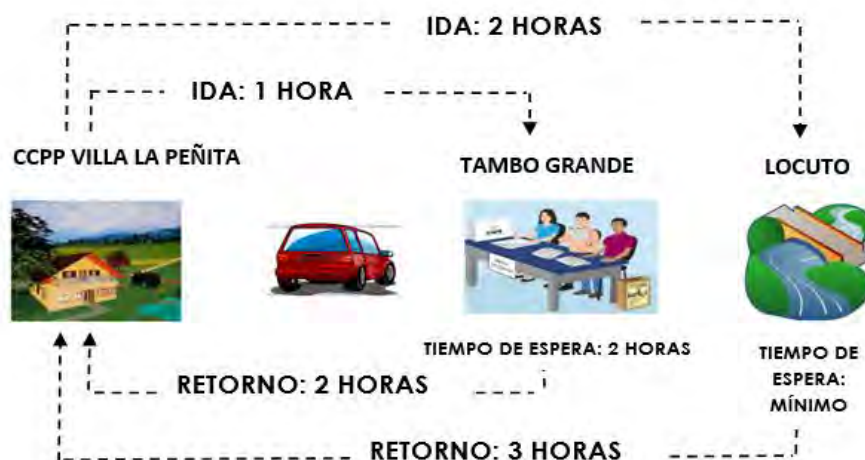 IDA: 2 HORAS
IDA: 1 HORA
CCPP VILLA LA PEÑITA
TAMBO GRANDE
LOCUTO
TIEMPO DE ESPERA: 2 HORAS
TIEMPO DE
ESPERA:
MÍNIMO
RETORNO: 2 HORAS
RETORNO: 3 HORAS